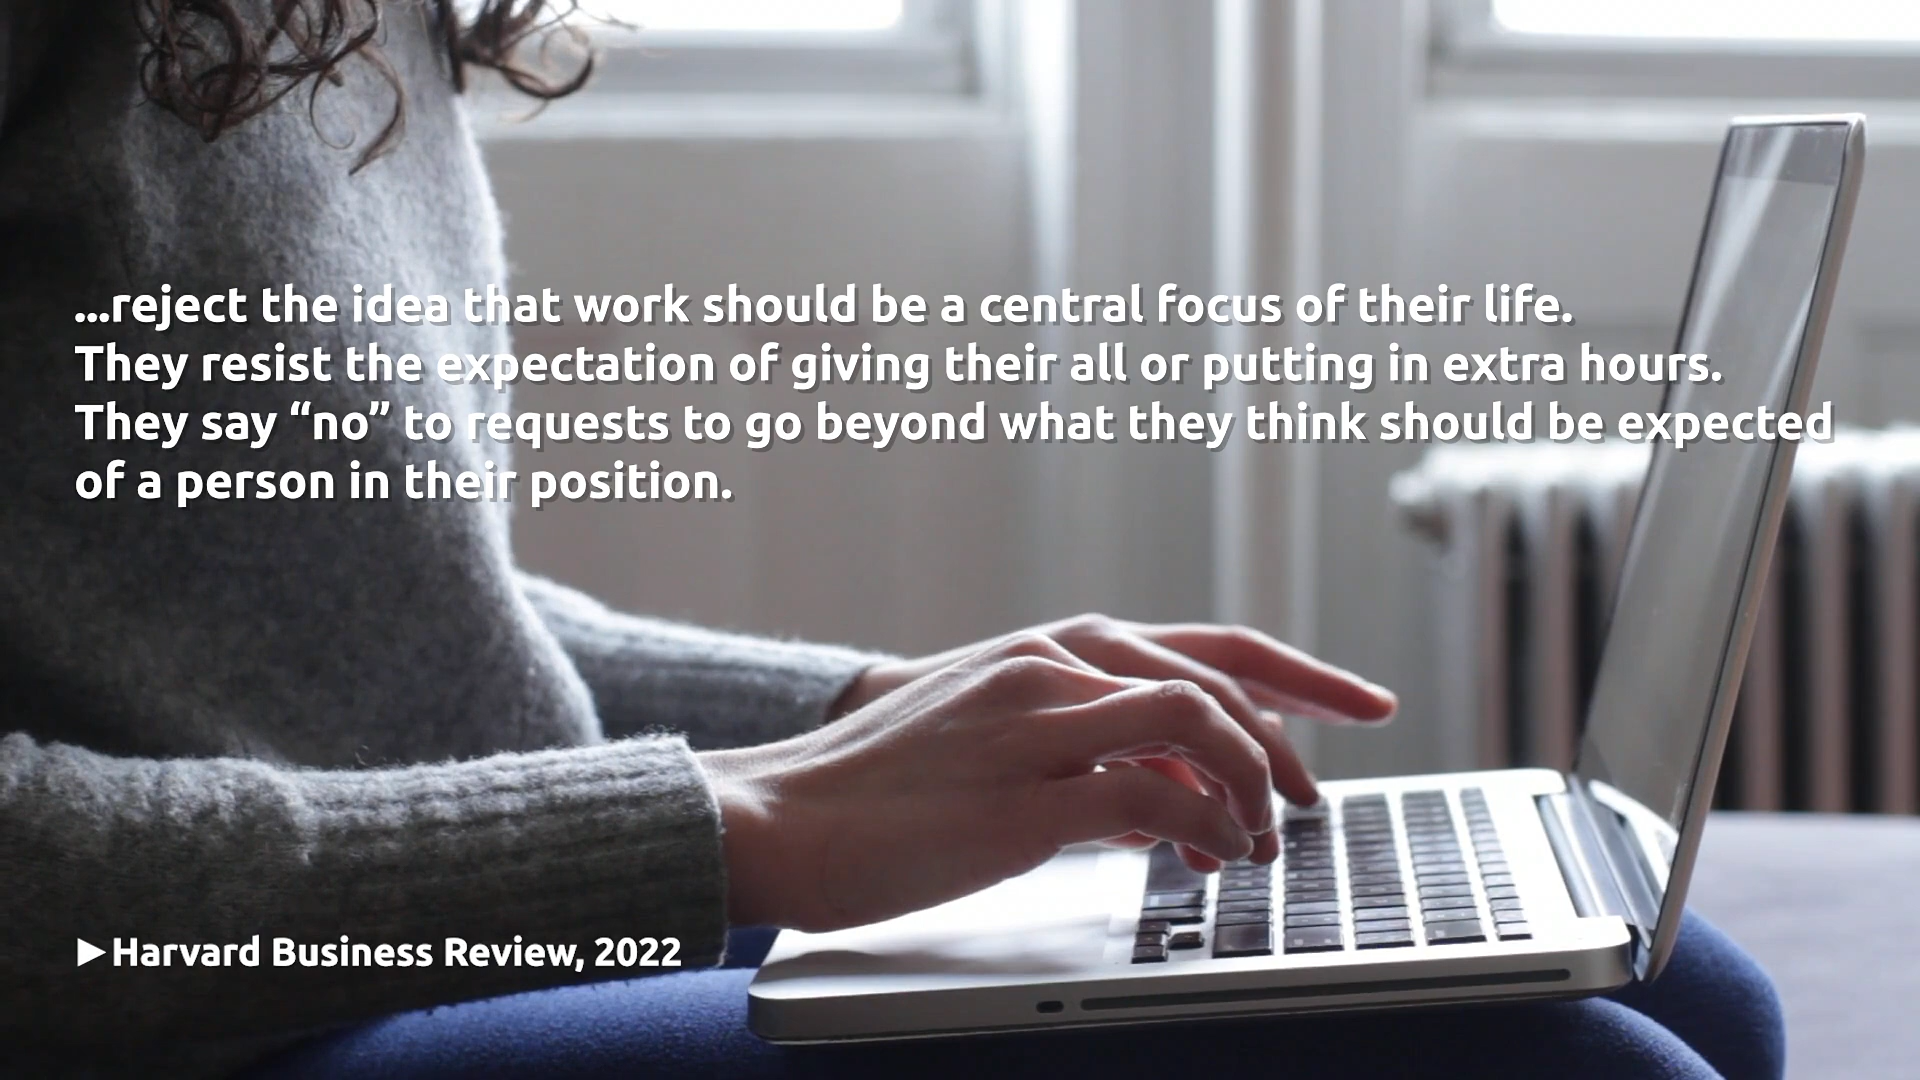 ...reject the idea that work should be a central focus of their life.
They resist the expectation of giving their all or putting in extra hours.
They say “no” to requests to go beyond what they think should be expected
of a person in their position.
►Harvard Business Review, 2022